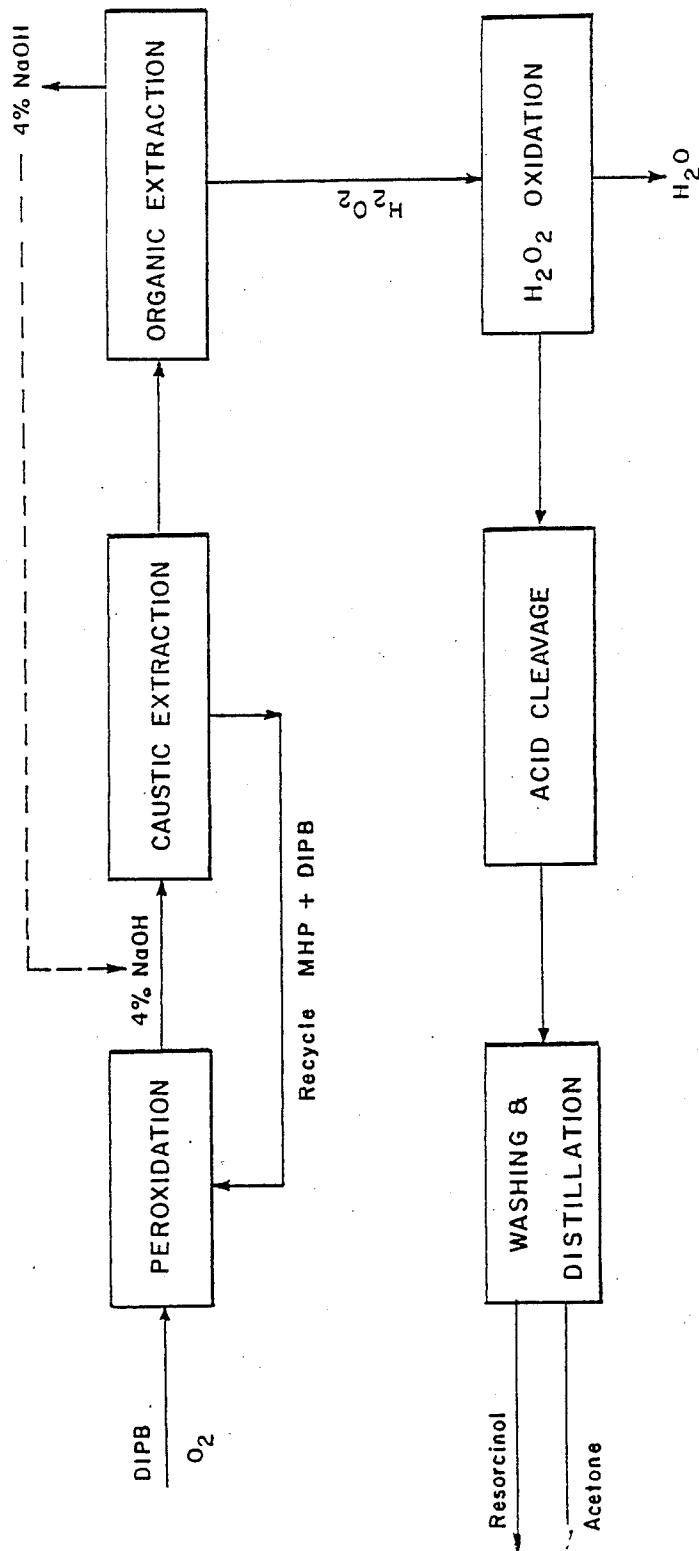 DIPB
O2
PEROXIDATION
4% NaOH
CAUSTIC EXTRACTION
ORGANIC EXTRACTION
4% NaOH
Recycle MHP + DIPB
H2O2
H2O2 OXIDATION
H2O
ACID CLEAVAGE
WASHING &
DISTILLATION
Resorcinol
Acetone